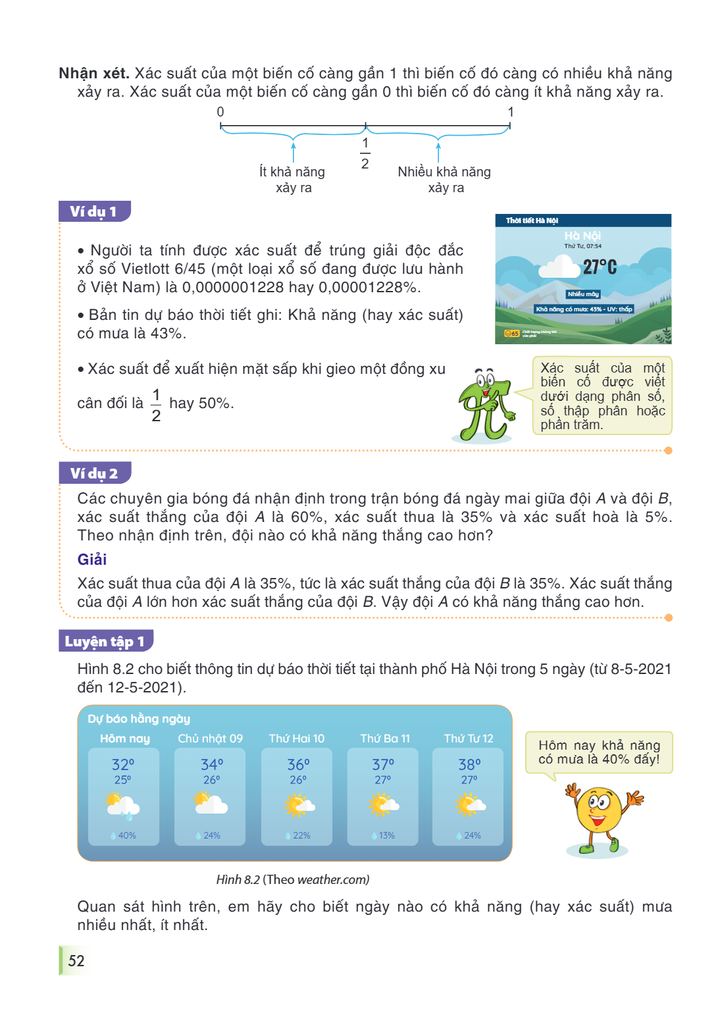 Nhận xét. Xác suất của một biến cố càng gần 1 thì biến cố đó càng có nhiều khả năng
xảy ra. Xác suất của một biến cố càng gần 0 thì biến cố đó càng ít khả năng xảy ra.
0 1
1
2
Ít khả năng
xảy ra
Nhiều khả năng
xảy ra
Ví dụ 1
• Người ta tính được xác suất để trúng giải độc đắc
xổ số Vietlott 6/45 (một loại xổ số đang được lưu hành
ở Việt Nam) là 0,0000001228 hay 0,00001228%.
• Bản tin dự báo thời tiết ghi: Khả năng (hay xác suất)
có mưa là 43%.
• Xác suất để xuất hiện mặt sấp khi gieo một đồng xu
cân đối là 1/2 hay 50%.
Thời tiết Hà Nội
Hà Nội
Thứ Tư, 07:54
27°C
Nhiều mây
Khả năng có mưa: 43% - UV: thấp
Xác suất của một
biến cố được viết
dưới dạng phân số,
số thập phân hoặc
phần trăm.
Ví dụ 2
Các chuyên gia bóng đá nhận định trong trận bóng đá ngày mai giữa đội A và đội B,
xác suất thắng của đội A là 60%, xác suất thua là 35% và xác suất hoà là 5%.
Theo nhận định trên, đội nào có khả năng thắng cao hơn?
Giải
Xác suất thua của đội A là 35%, tức là xác suất thắng của đội B là 35%. Xác suất thắng
của đội A lớn hơn xác suất thắng của đội B. Vậy đội A có khả năng thắng cao hơn.
Luyện tập 1
Hình 8.2 cho biết thông tin dự báo thời tiết tại thành phố Hà Nội trong 5 ngày (từ 8-5-2021
đến 12-5-2021).
Dự báo hằng ngày
Hôm nay Chủ nhật 09 Thứ Hai 10 Thứ Ba 11 Thứ Tư 12
32° 34° 36° 37° 38°
25° 26° 26° 27° 27°
40% 24% 22% 13% 24%
Hôm nay khả năng
có mưa là 40% đấy!
Hình 8.2 (Theo weather.com)
Quan sát hình trên, em hãy cho biết ngày nào có khả năng (hay xác suất) mưa
nhiều nhất, ít nhất.
52